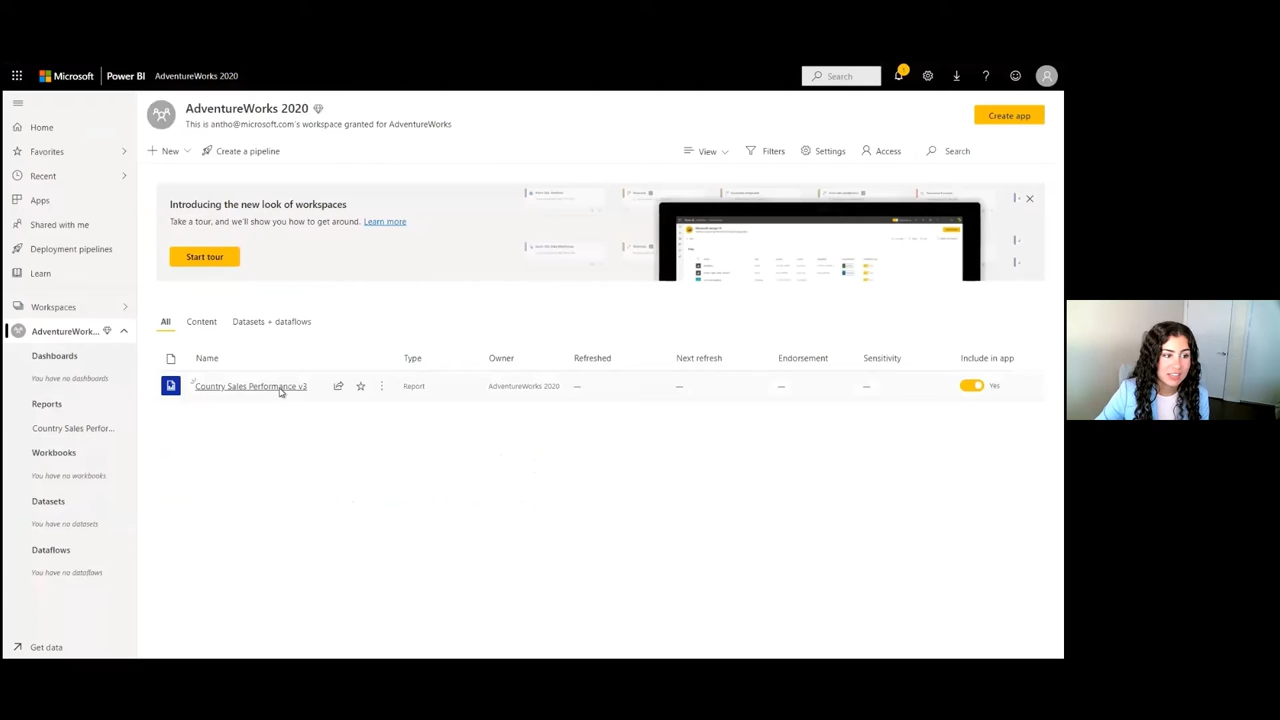 Microsoft Power BI AdventureWorks 2020 Search 1
AdventureWorks 2020
This is antho@microsoft.com's workspace granted for AdventureWorks
Create app
New Create a pipeline View Filters Settings Access Search
Introducing the new look of workspaces
Take a tour, and we'll show you how to get around. Learn more
Start tour
Home
Favorites
Recent
Apps
Shared with me
Deployment pipelines
Learn
Workspaces
AdventureWork...
Dashboards
You have no dashboards
Reports
Country Sales Perfor...
Workbooks
You have no workbooks
Datasets
You have no datasets
Dataflows
You have no dataflows
Get data
All Content Datasets + dataflows
Name Type Owner Refreshed Next refresh Endorsement Sensitivity Include in app
Country Sales Performance v3 Report AdventureWorks 2020 — — — — Yes